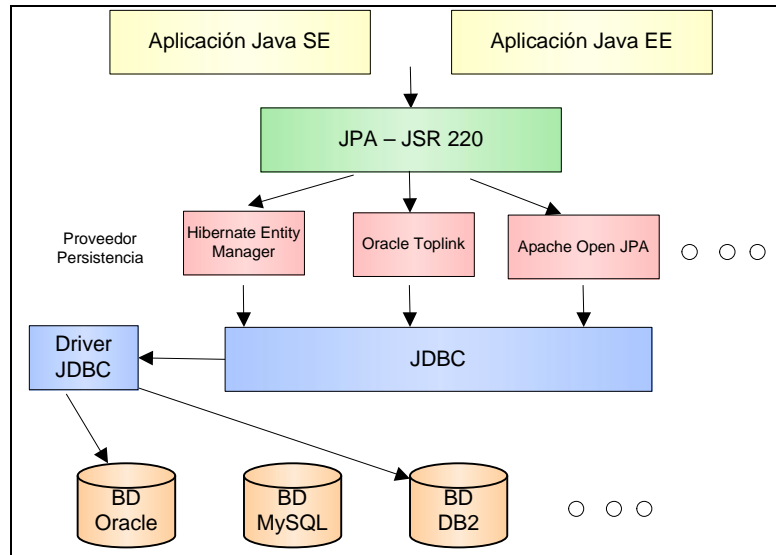 Aplicación Java SE
Aplicación Java EE
JPA – JSR 220
Proveedor
Persistencia
Hibernate Entity
Manager
Oracle Toplink
Apache Open JPA
Driver
JDBC
JDBC
BD
Oracle
BD
MySQL
BD
DB2